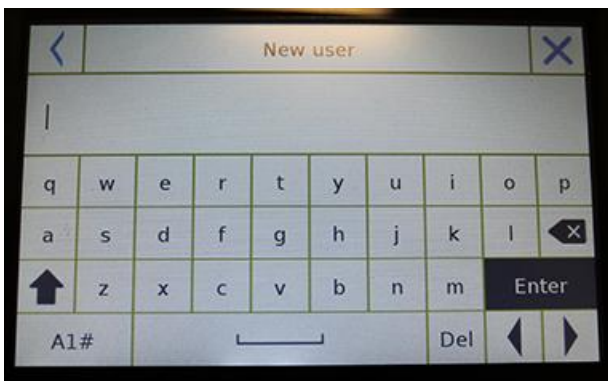 New user
q w e r t y u i o p
a s d f g h j k l
z x c v b n m Enter
A1# Del